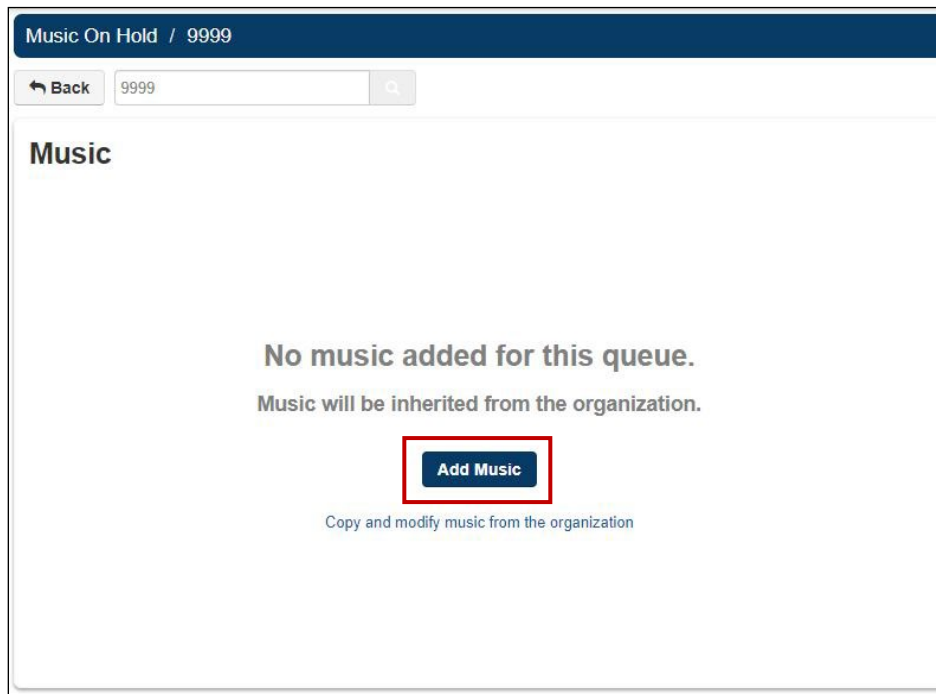 Music On Hold / 9999
Back
9999
Music
No music added for this queue.
Music will be inherited from the organization.
Add Music
Copy and modify music from the organization